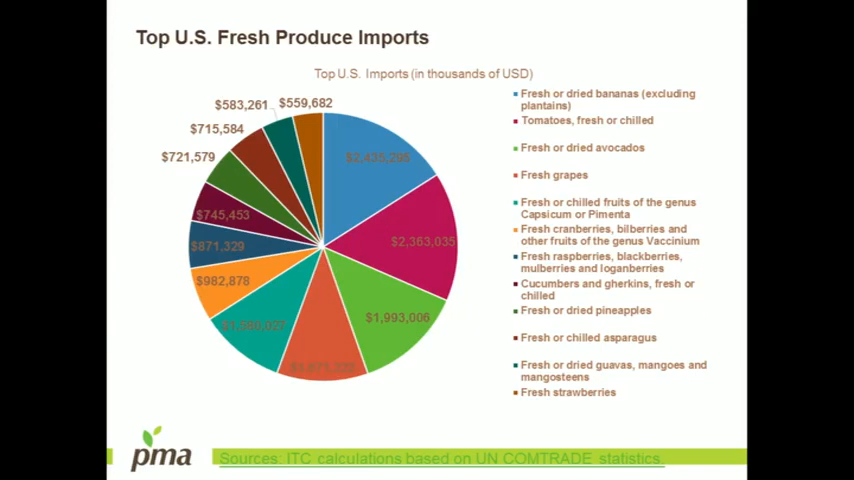 Top U.S. Fresh Produce Imports
Top U.S. Imports (in thousands of USD)
$583,261
$559,682
$715,584
$721,579
$745,453
$871,329
$982,878
$2,363,035
$1,993,006
Fresh or dried bananas (excluding
plantains)
Tomatoes, fresh or chilled
Fresh or dried avocados
Fresh grapes
Fresh or chilled fruits of the genus
Capsicum or Pimenta
Fresh cranberries, bilberries and
other fruits of the genus Vaccinium
Fresh raspberries, blackberries,
mulberries and loganberries
Cucumbers and gherkins, fresh or
chilled
Fresh or dried pineapples
Fresh or chilled asparagus
Fresh or dried guavas, mangoes and
mangosteens
Fresh strawberries
pma
Sources: ITC calculations based on UN COMTRADE statistics.